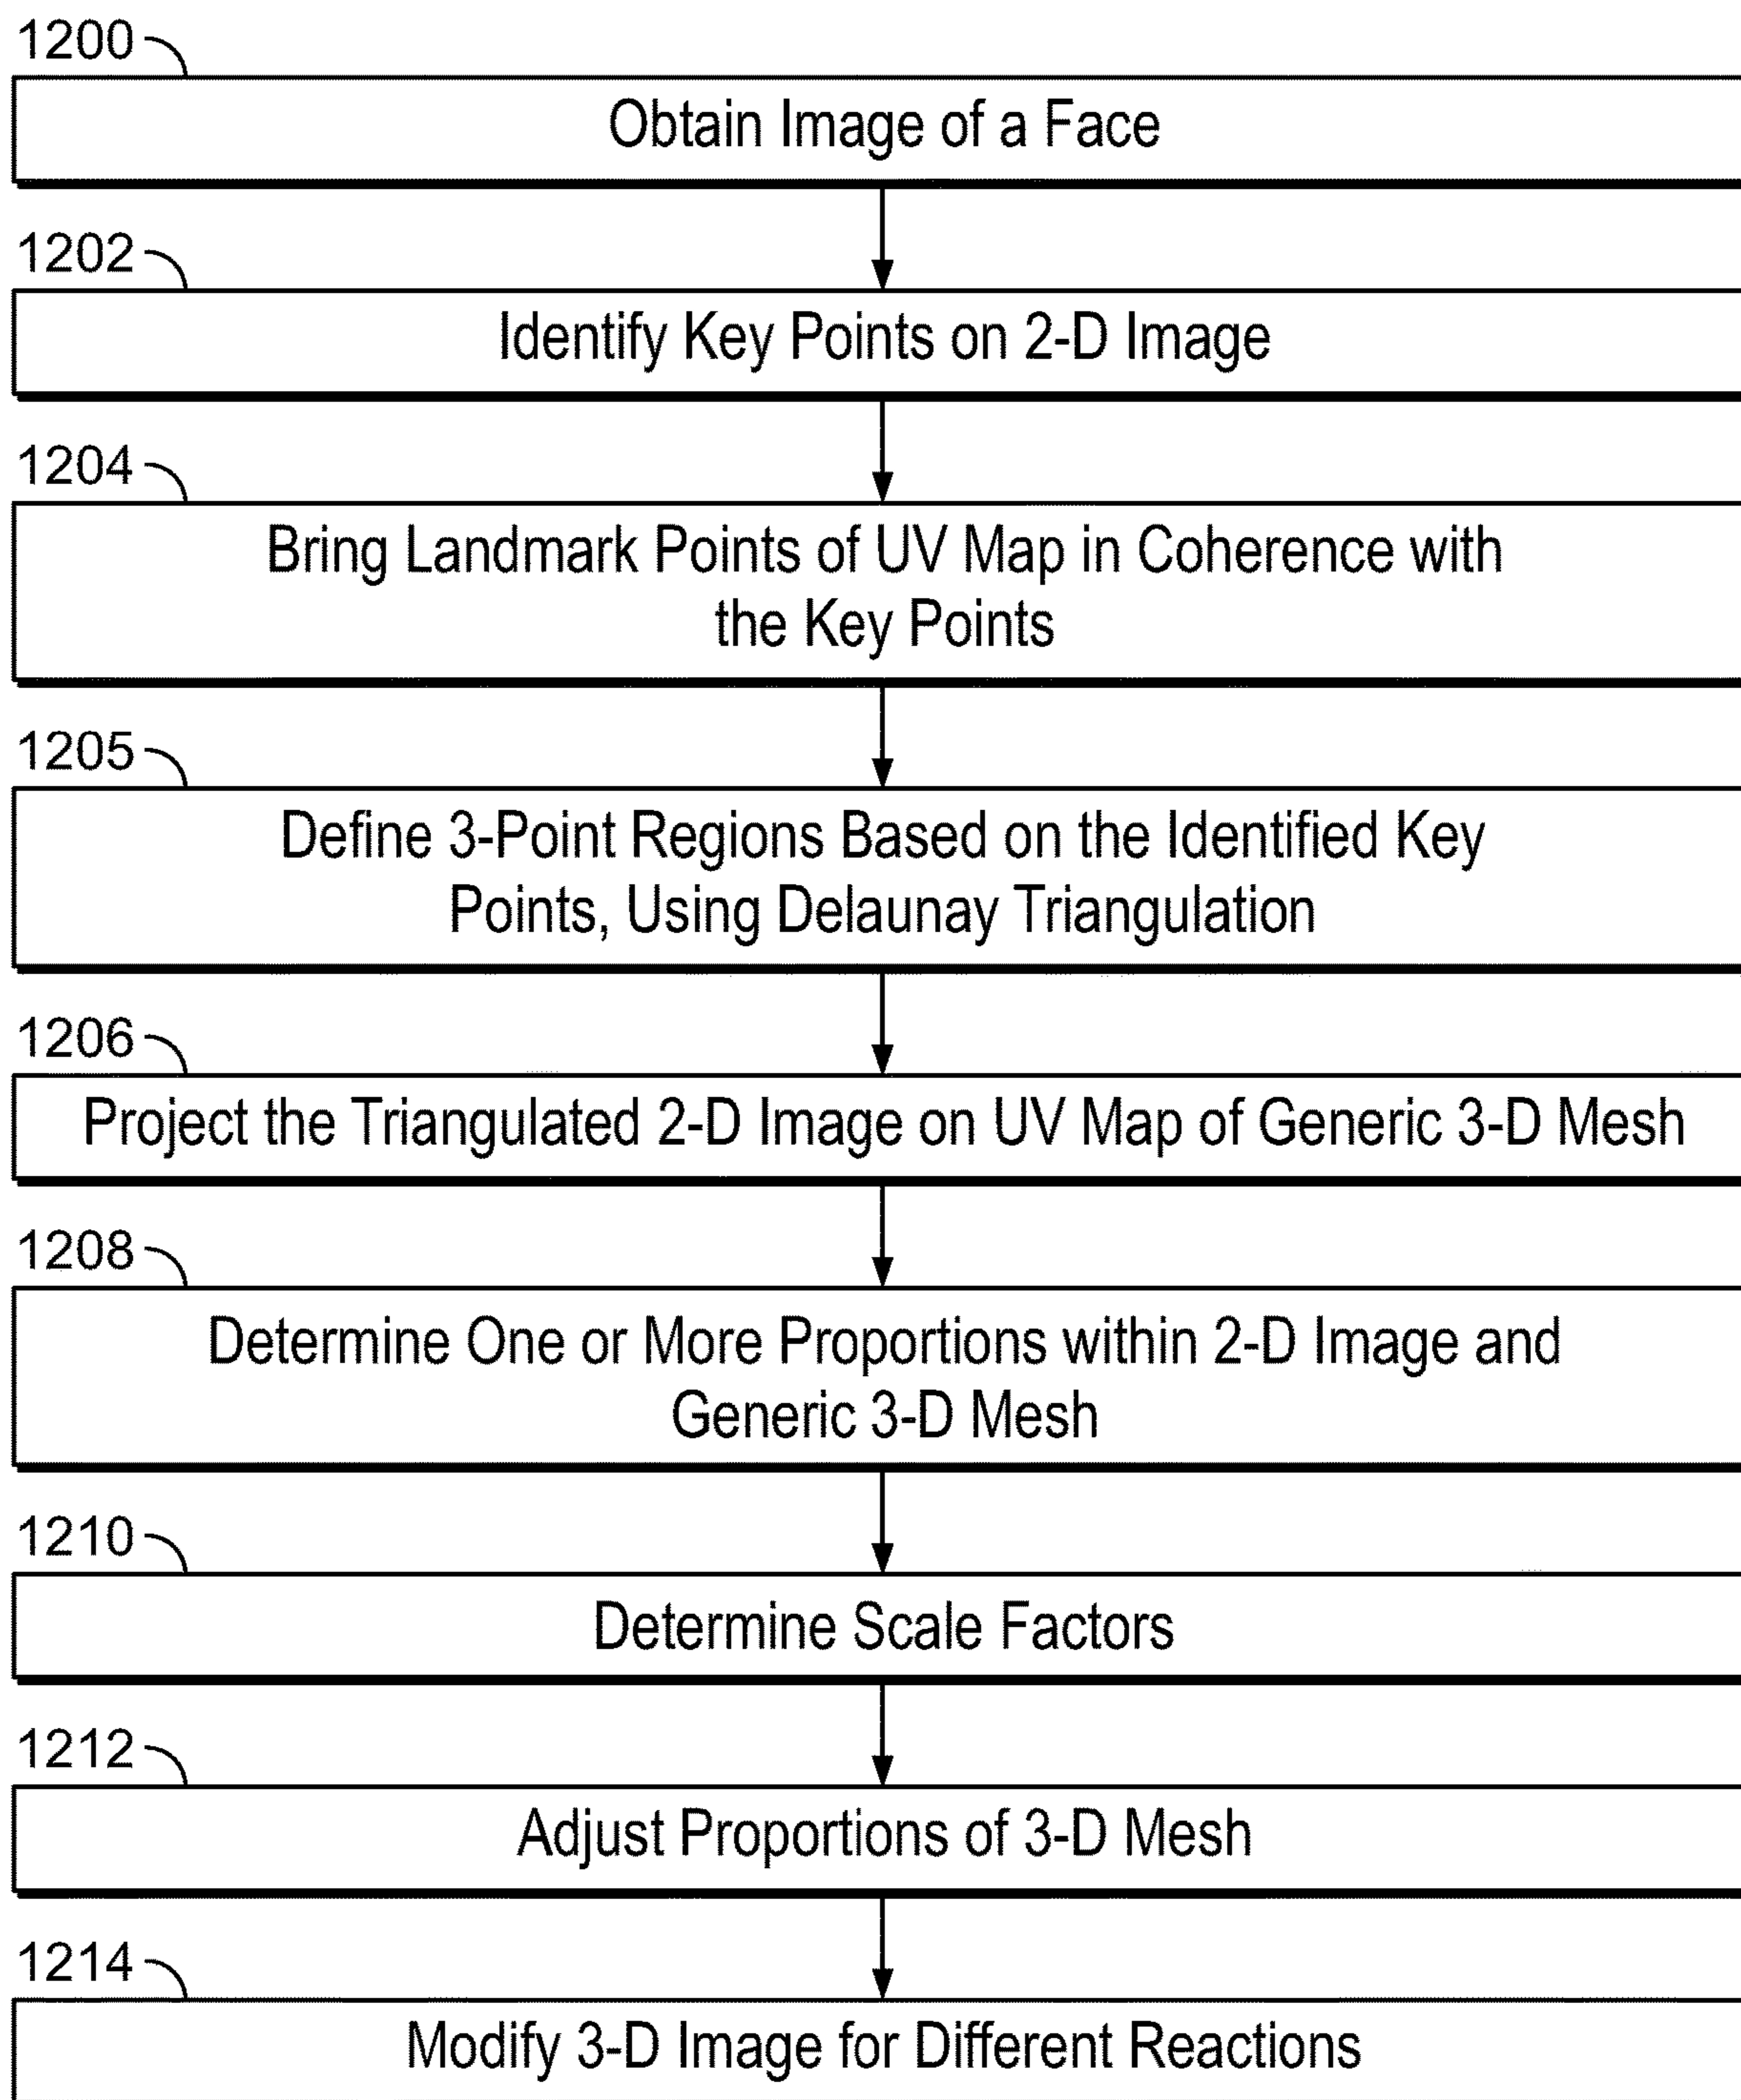 1200
Obtain Image of a Face
1202
Identify Key Points on 2-D Image
1204
Bring Landmark Points of UV Map in Coherence with
the Key Points
1205
Define 3-Point Regions Based on the Identified Key
Points, Using Delaunay Triangulation
1206
Project the Triangulated 2-D Image on UV Map of Generic 3-D Mesh
1208
Determine One or More Proportions within 2-D Image and
Generic 3-D Mesh
1210
Determine Scale Factors
1212
Adjust Proportions of 3-D Mesh
1214
Modify 3-D Image for Different Reactions